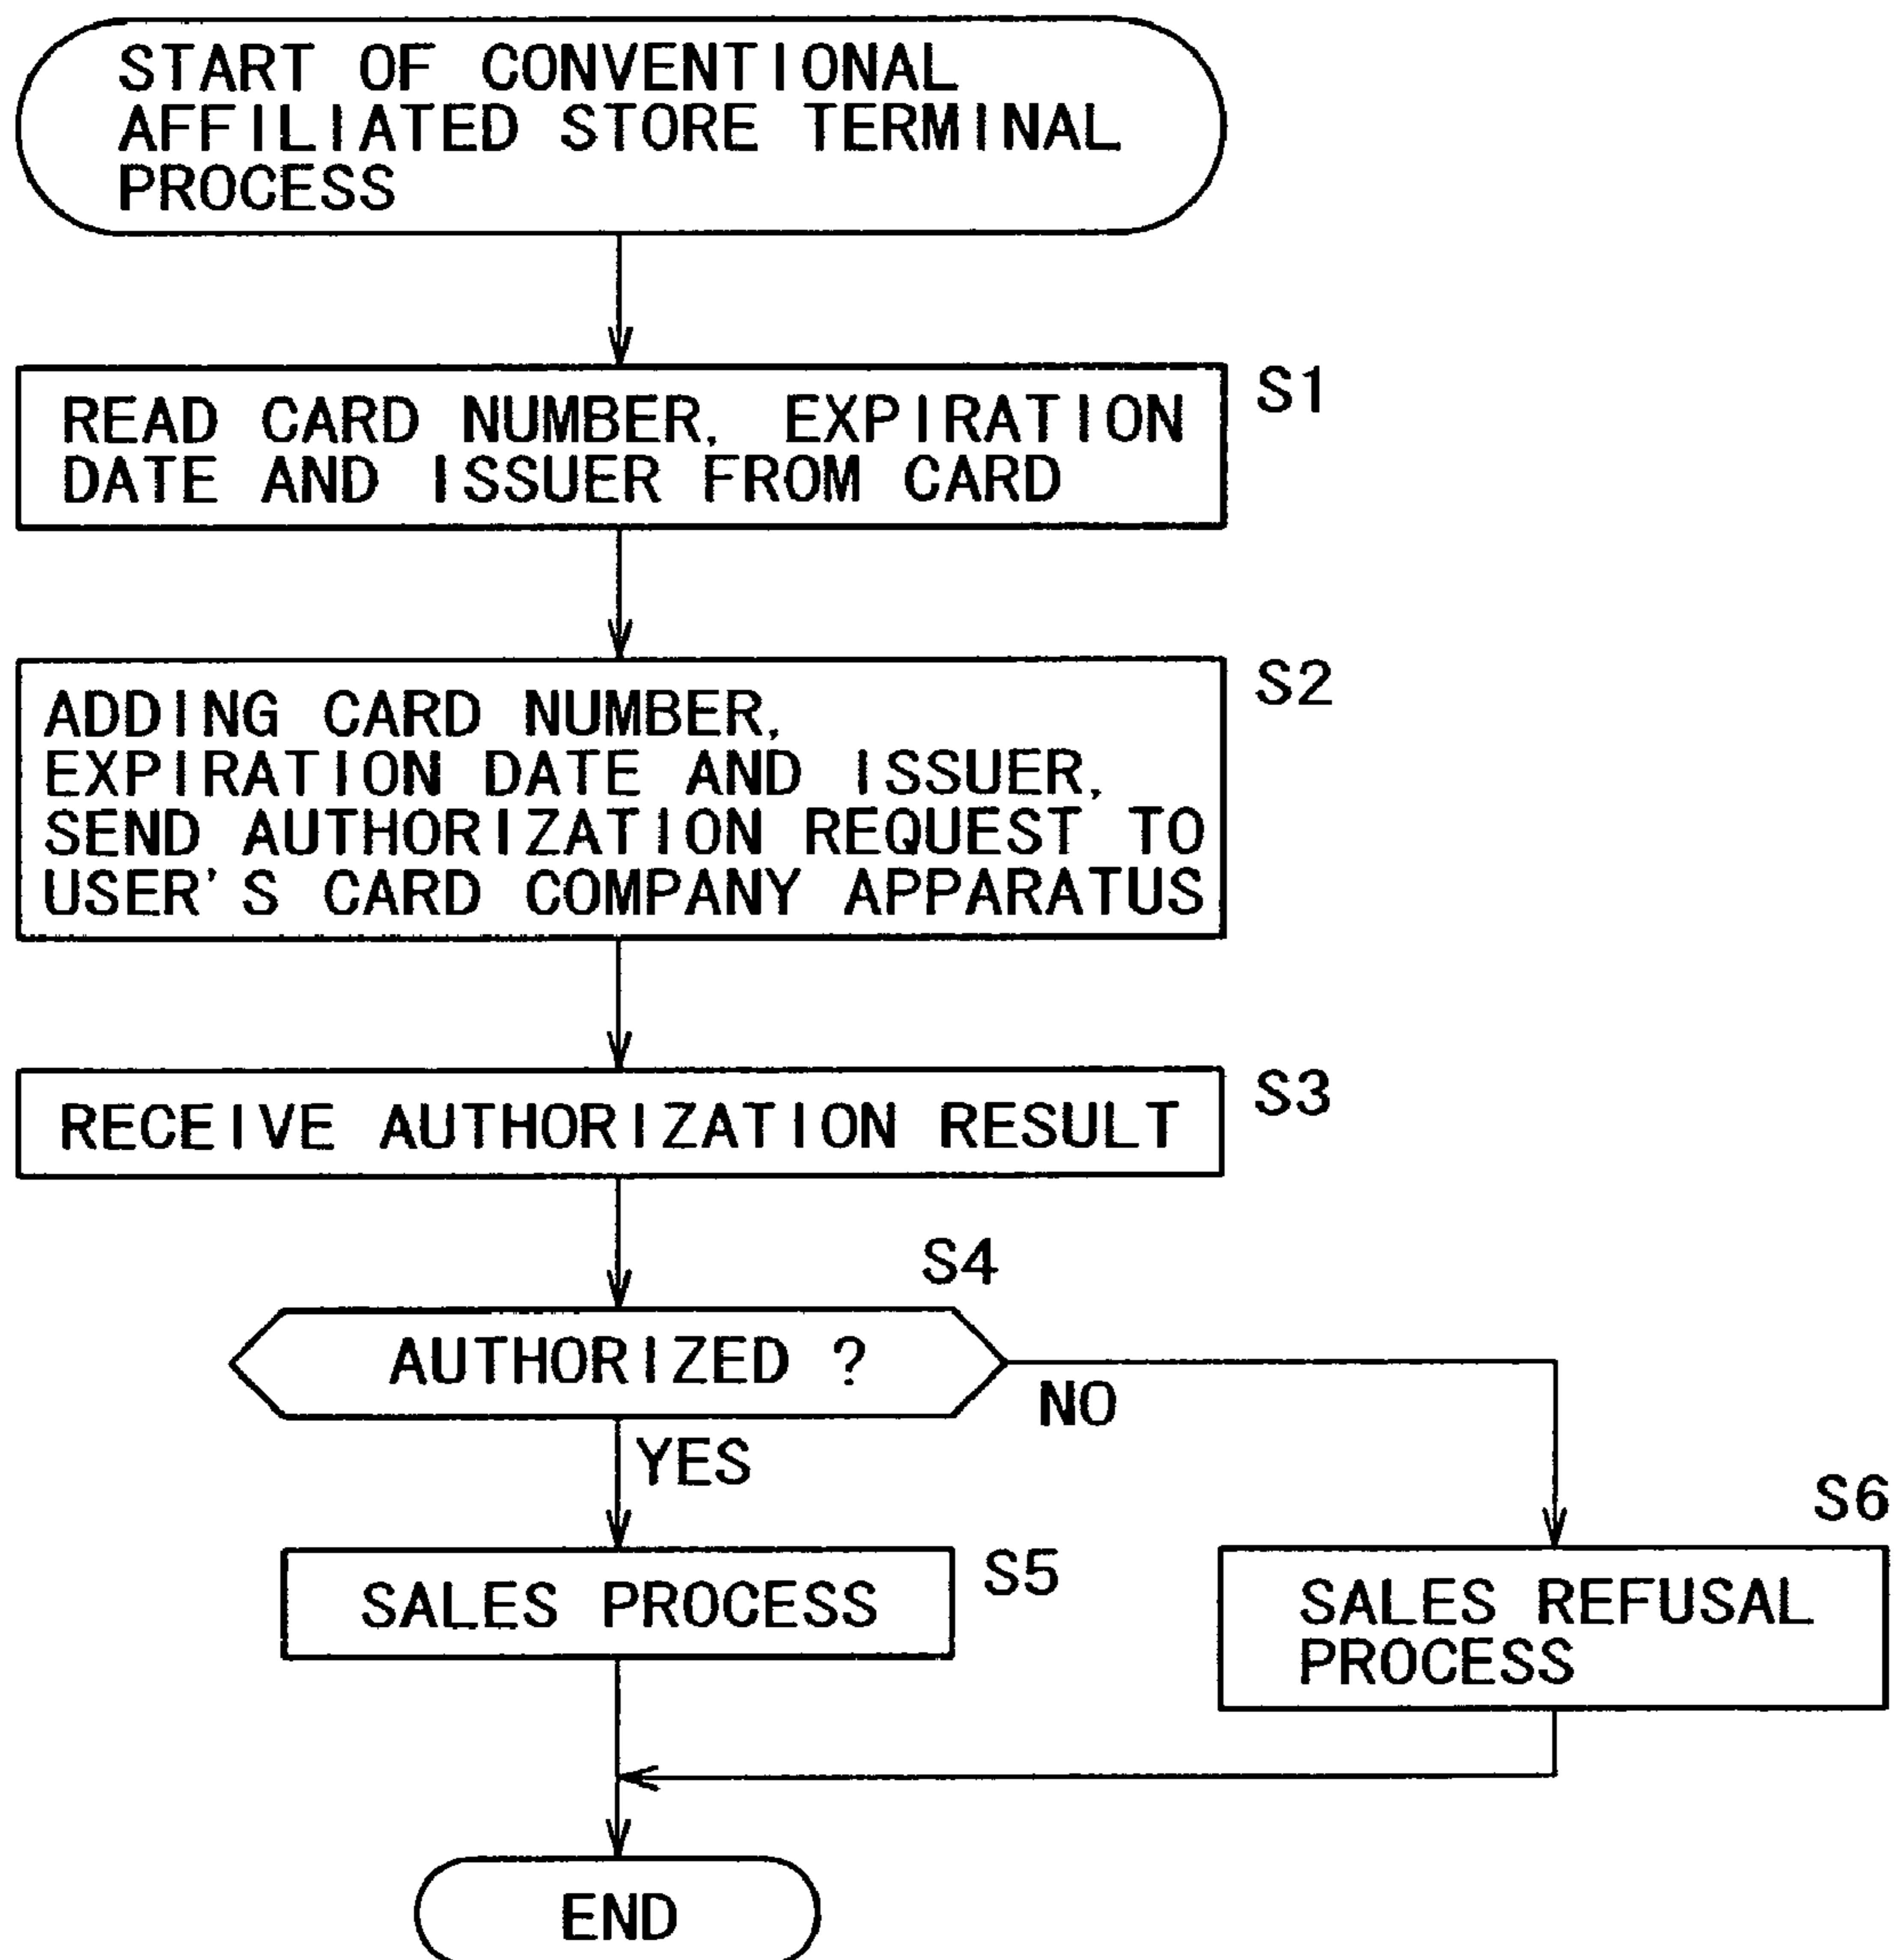 START OF CONVENTIONAL
AFFILIATED STORE TERMINAL
PROCESS
S1
READ CARD NUMBER, EXPIRATION
DATE AND ISSUER FROM CARD
S2
ADDING CARD NUMBER,
EXPIRATION DATE AND ISSUER,
SEND AUTHORIZATION REQUEST TO
USER'S CARD COMPANY APPARATUS
S3
RECEIVE AUTHORIZATION RESULT
S4
AUTHORIZED ?
NO
YES
S5
SALES PROCESS
S6
SALES REFUSAL
PROCESS
END